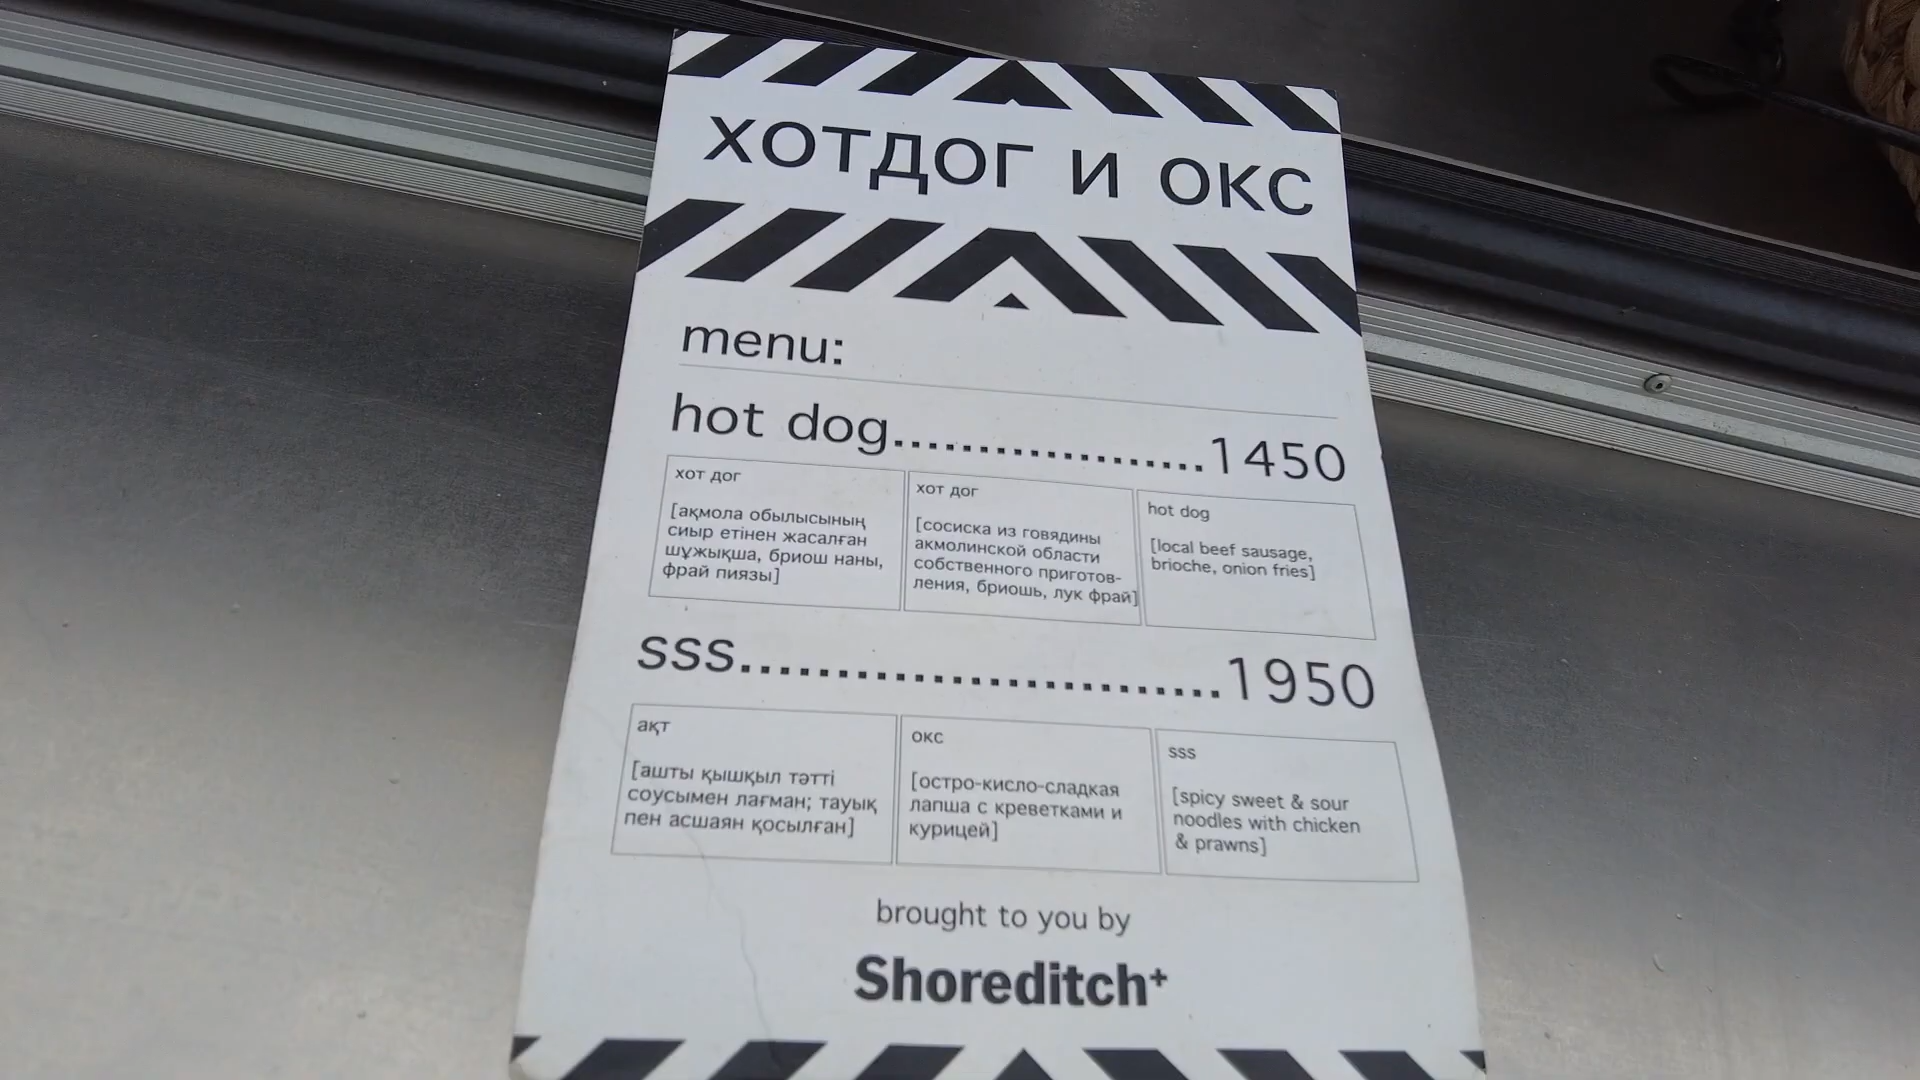 ХОТДОГ И ОКС
menu:
hot dog...................1450
хот дог
[ақмола обылысының
сиыр етінен жасалған
шұжықша, бриош наны,
фрай пиязы]
хот дог
[сосиска из говядины
акмолинской области
собственного приготов-
ления, бриошь, лук фрай]
hot dog
[local beef sausage,
brioche, onion fries]
sss.........................1950
ақт
[ашты қышқыл тәтті
соусымен лағман; тауық
пен асшаян қосылған]
окс
[остро-кисло-сладкая
лапша с креветками и
курицей]
sss
[spicy sweet & sour
noodles with chicken
& prawns]
brought to you by
Shoreditch+